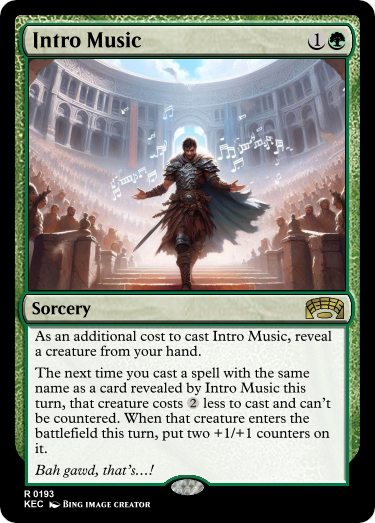 Intro Music 1
Sorcery
As an additional cost to cast Intro Music, reveal
a creature from your hand.
The next time you cast a spell with the same
name as a card revealed by Intro Music this
turn, that creature costs 2 less to cast and can't
be countered. When that creature enters the
battlefield this turn, put two +1/+1 counters on
it.
Bah gawd, that's...!
R 0193
KEC BING IMAGE CREATOR